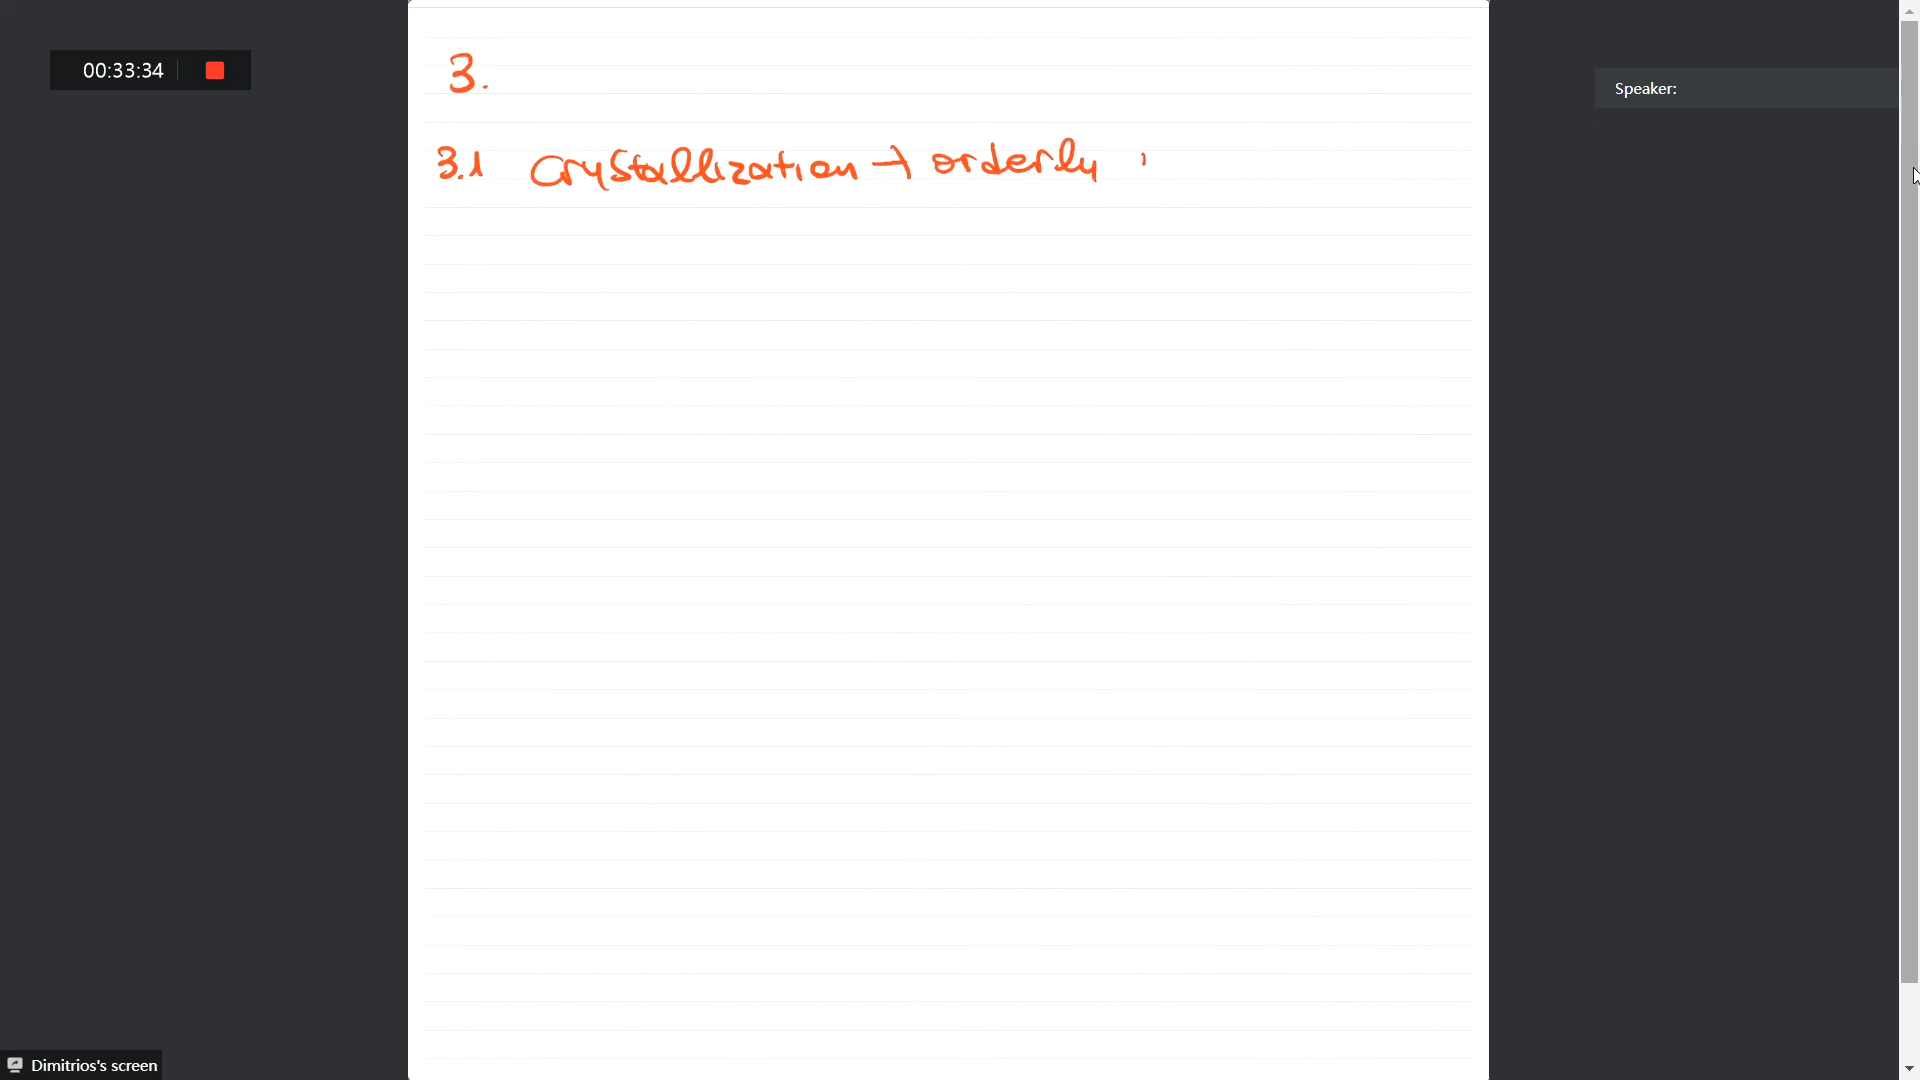 00:33:34
Speaker:
3.
3.1 Crystallization → orderly
Dimitrios's screen